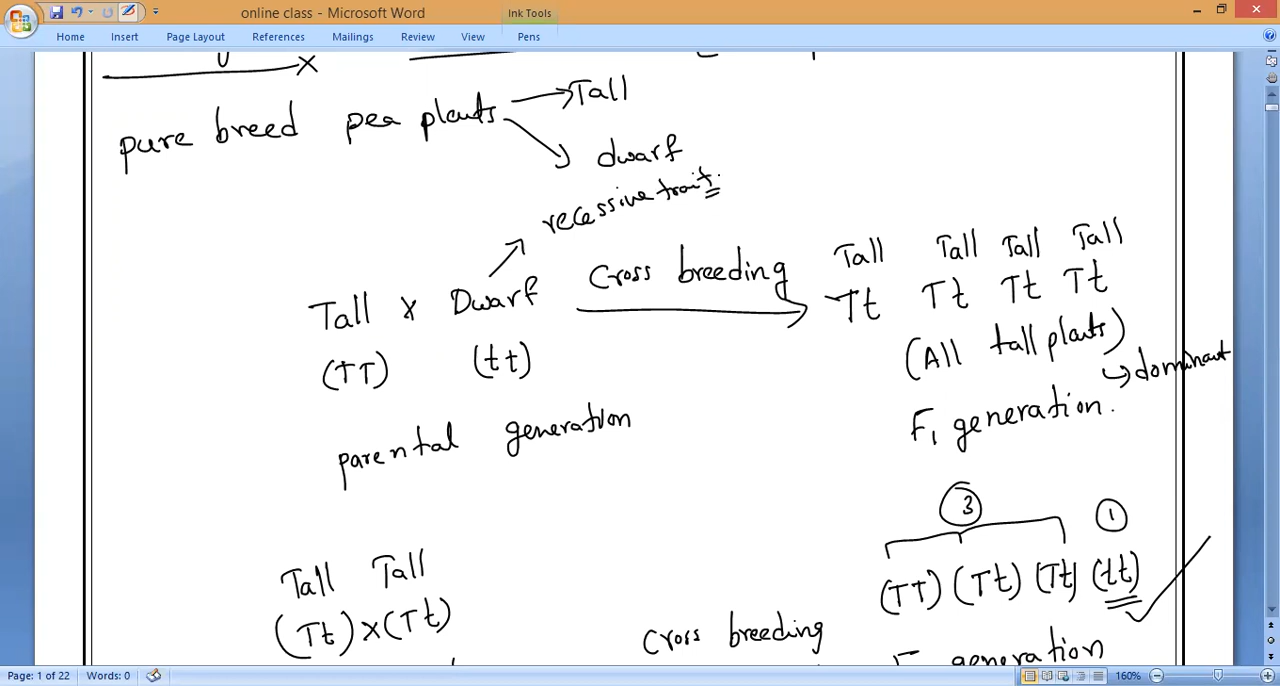 online class - Microsoft Word
Ink Tools
Home Insert Page Layout References Mailings Review View Pens
pure breed pea plants Tall
dwarf
recessive trait.
Tall x Dwarf Cross breeding Tall Tall Tall Tall
(TT) (tt) Tt Tt Tt Tt
(All tall plants)
dominant
parental generation F1 generation.
3 1
Tall Tall (TT) (Tt) (Tt) (tt)
(Tt) x (Tt) Cross breeding
generation
Page: 1 of 22 Words: 0 160%